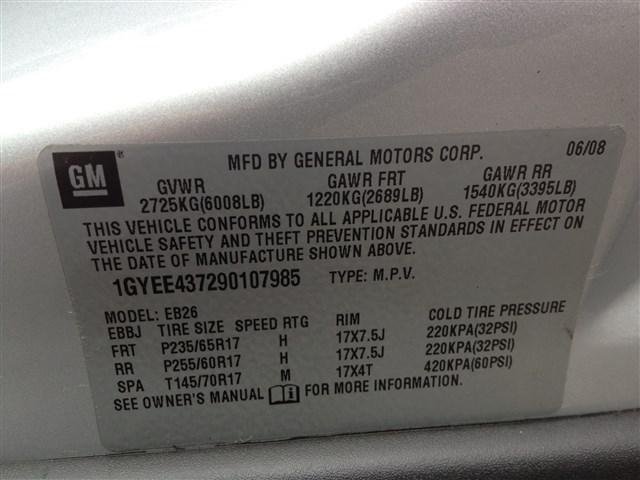 GM
®
MFD BY GENERAL MOTORS CORP. 06/08
GVWR GAWR FRT GAWR RR
2725KG(6008LB) 1220KG(2689LB) 1540KG(3395LB)
THIS VEHICLE CONFORMS TO ALL APPLICABLE U.S. FEDERAL MOTOR
VEHICLE SAFETY AND THEFT PREVENTION STANDARDS IN EFFECT ON
THE DATE OF MANUFACTURE SHOWN ABOVE.
1GYEE437290107985 TYPE: M.P.V.
MODEL: EB26
EBBJ TIRE SIZE SPEED RTG RIM COLD TIRE PRESSURE
FRT P235/65R17 H 17X7.5J 220KPA(32PSI)
RR P255/60R17 H 17X7.5J 220KPA(32PSI)
SPA T145/70R17 M 17X4T 420KPA(60PSI)
SEE OWNER'S MANUAL FOR MORE INFORMATION.